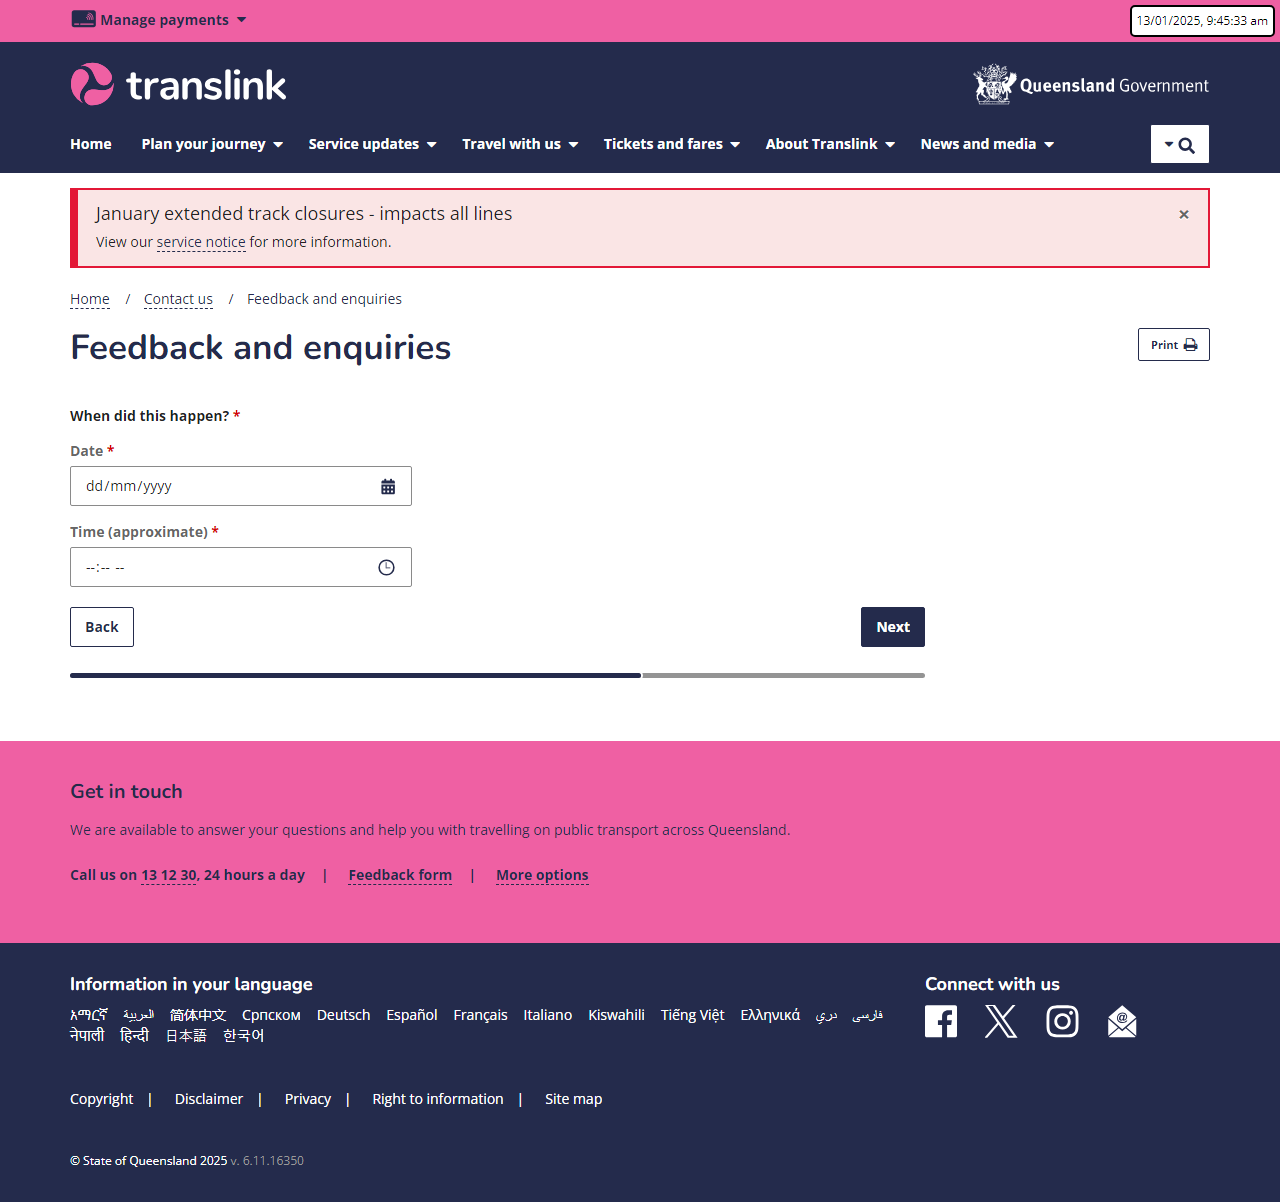 Manage payments
13/01/2025, 9:45:33 am
translink
Queensland Government
Home Plan your journey Service updates Travel with us Tickets and fares About Translink News and media
January extended track closures - impacts all lines ×
View our service notice for more information.
Home / Contact us / Feedback and enquiries
Feedback and enquiries
Print
When did this happen? *
Date *
dd/mm/yyyy
Time (approximate) *
--:-- --
Back Next
Get in touch
We are available to answer your questions and help you with travelling on public transport across Queensland.
Call us on 13 12 30, 24 hours a day | Feedback form | More options
Information in your language
አማርኛ العربية 简体中文 Српском Deutsch Español Français Italiano Kiswahili Tiếng Việt Ελληνικά دري فارسی
नेपाली हिन्दी 日本語 한국어
Connect with us
Copyright | Disclaimer | Privacy | Right to information | Site map
© State of Queensland 2025 v. 6.11.16350